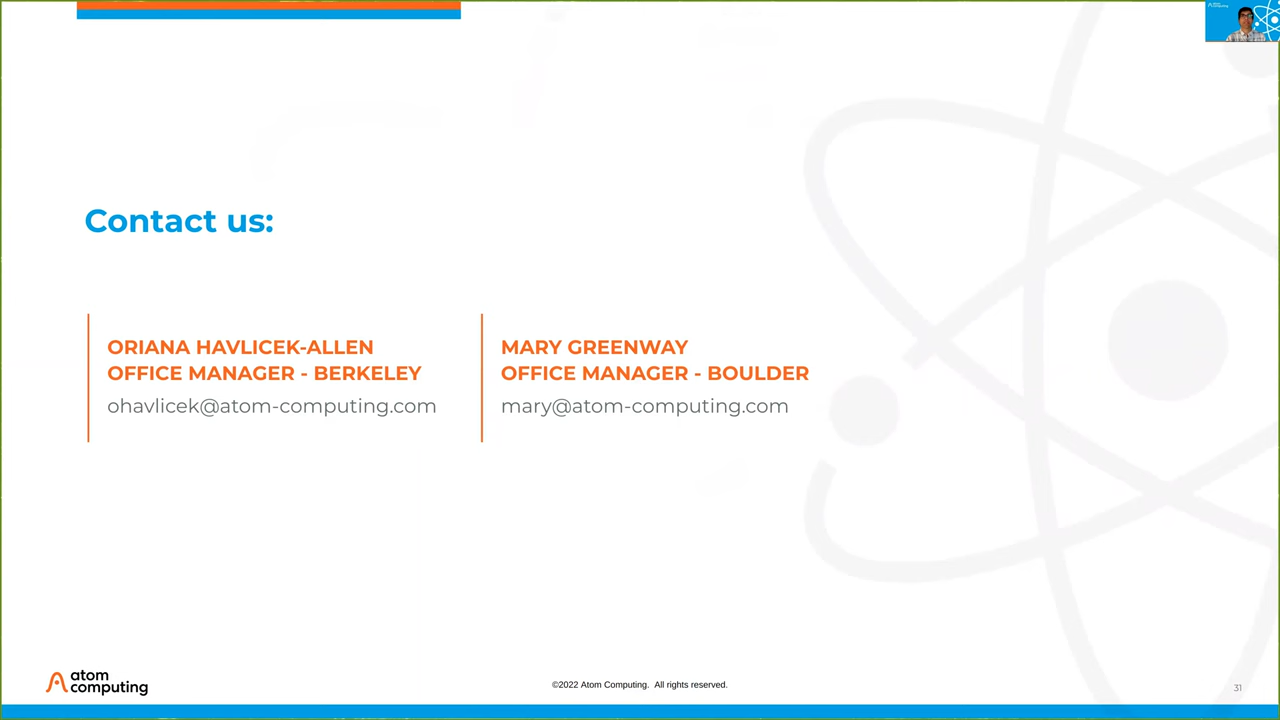 Contact us:
ORIANA HAVLICEK-ALLEN
OFFICE MANAGER - BERKELEY
ohavlicek@atom-computing.com
MARY GREENWAY
OFFICE MANAGER - BOULDER
mary@atom-computing.com
atom
computing
©2022 Atom Computing. All rights reserved.
31